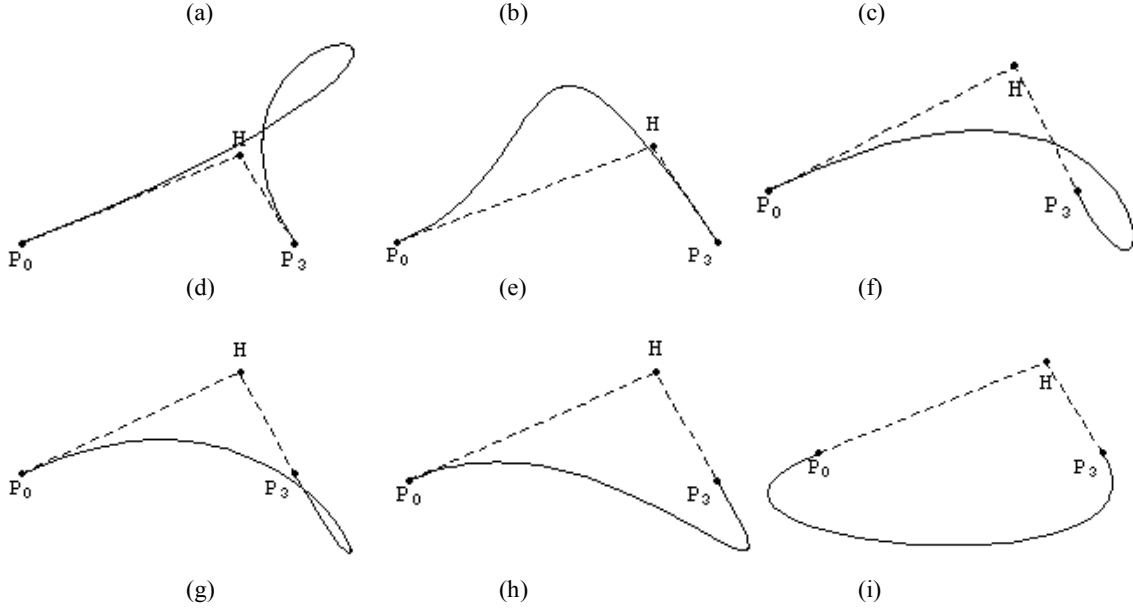 (a) (b) (c)
H H H
P0 P3 P0 P3 P0 P3
(d) (e) (f)
H H H
P0 P3 P0 P3 P0 P3
(g) (h) (i)